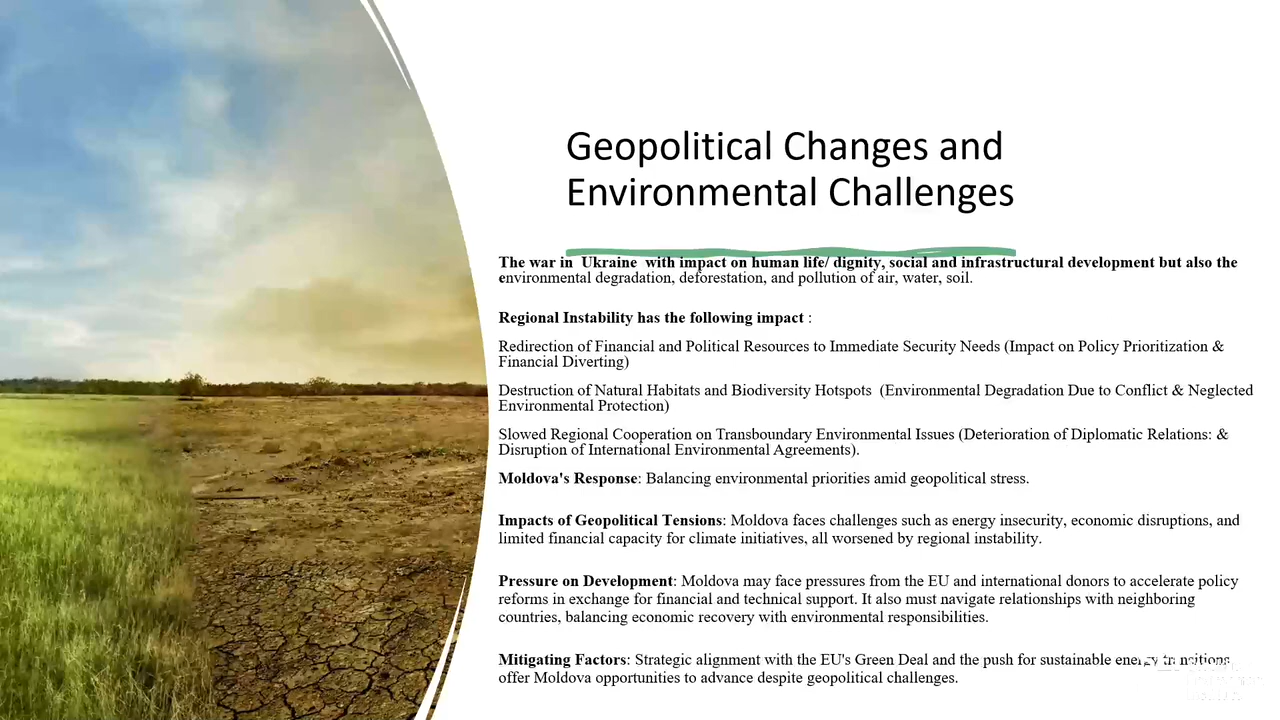 Geopolitical Changes and
Environmental Challenges
The war in Ukraine with impact on human life/ dignity, social and infrastructural development but also the
environmental degradation, deforestation, and pollution of air, water, soil.
Regional Instability has the following impact :
Redirection of Financial and Political Resources to Immediate Security Needs (Impact on Policy Prioritization &
Financial Diverting)
Destruction of Natural Habitats and Biodiversity Hotspots (Environmental Degradation Due to Conflict & Neglected
Environmental Protection)
Slowed Regional Cooperation on Transboundary Environmental Issues (Deterioration of Diplomatic Relations: &
Disruption of International Environmental Agreements).
Moldova's Response: Balancing environmental priorities amid geopolitical stress.
Impacts of Geopolitical Tensions: Moldova faces challenges such as energy insecurity, economic disruptions, and
limited financial capacity for climate initiatives, all worsened by regional instability.
Pressure on Development: Moldova may face pressures from the EU and international donors to accelerate policy
reforms in exchange for financial and technical support. It also must navigate relationships with neighboring
countries, balancing economic recovery with environmental responsibilities.
Mitigating Factors: Strategic alignment with the EU's Green Deal and the push for sustainable energy transitions
offer Moldova opportunities to advance despite geopolitical challenges.